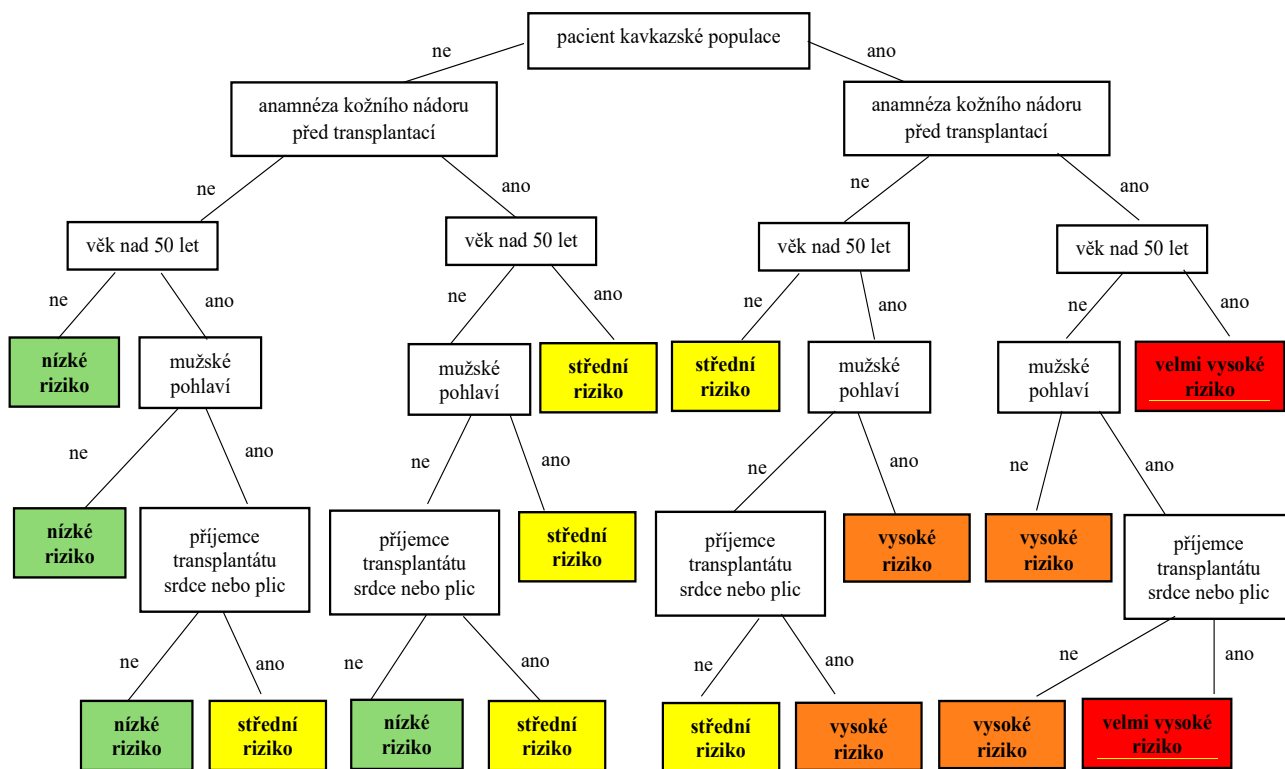 pacient kavkazské populace
ne
ano
anamnéza kožního nádoru
před transplantací
anamnéza kožního nádoru
před transplantací
ne
ano
ne
ano
věk nad 50 let
věk nad 50 let
věk nad 50 let
věk nad 50 let
ne
ano
ne
ano
ne
ano
ne
ano
nízké
riziko
mužské
pohlaví
mužské
pohlaví
střední
riziko
střední
riziko
mužské
pohlaví
mužské
pohlaví
velmi vysoké
riziko
ne
ano
ne
ano
ne
ano
ne
ano
nízké
riziko
příjemce
transplantátu
srdce nebo plic
příjemce
transplantátu
srdce nebo plic
střední
riziko
příjemce
transplantátu
srdce nebo plic
vysoké
riziko
vysoké
riziko
příjemce
transplantátu
srdce nebo plic
ne
ano
ne
ano
ne
ano
ne
ano
nízké
riziko
střední
riziko
nízké
riziko
střední
riziko
střední
riziko
vysoké
riziko
vysoké
riziko
velmi vysoké
riziko